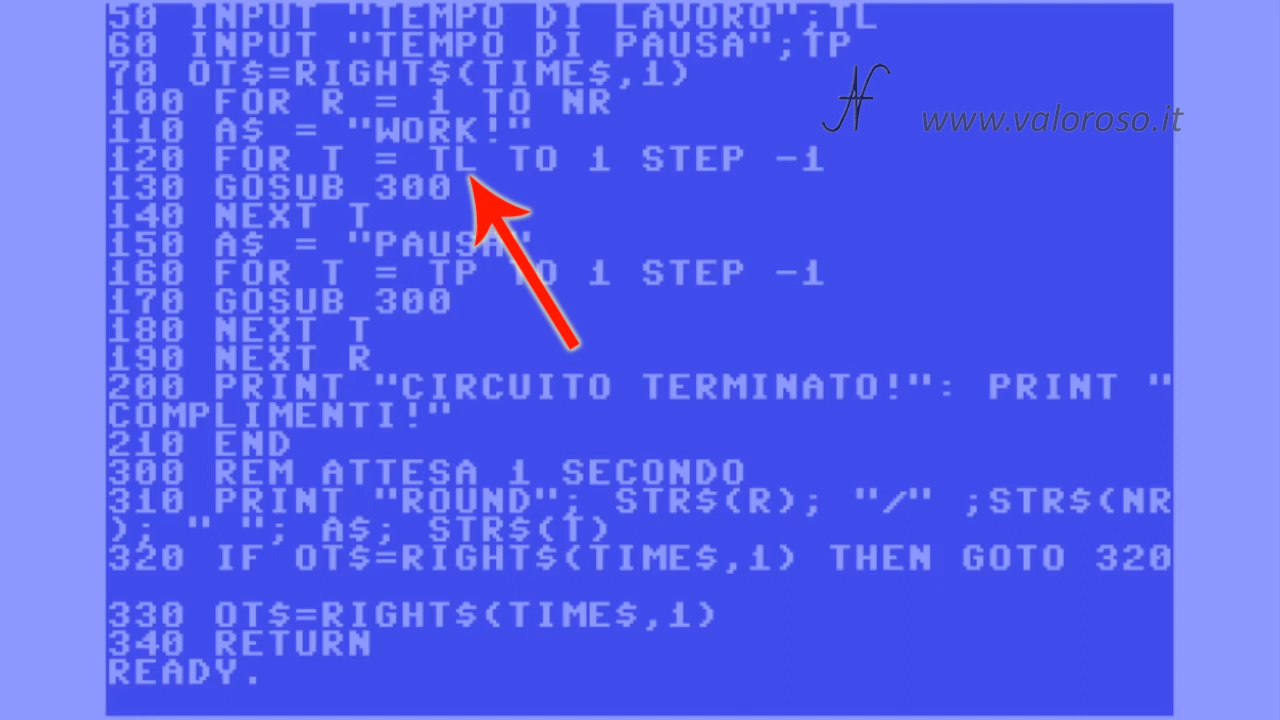 50 INPUT "TEMPO DI LAVORO";TL
60 INPUT "TEMPO DI PAUSA";TP
70 OT$=RIGHT$(TIME$,1)
100 FOR R = 1 TO NR
110 A$ = "WORK!"
120 FOR T = TL TO 1 STEP -1
130 GOSUB 300
140 NEXT T
150 A$ = "PAUSA"
160 FOR T = TP TO 1 STEP -1
170 GOSUB 300
180 NEXT T
190 NEXT R
200 PRINT "CIRCUITO TERMINATO!": PRINT "
COMPLIMENTI!"
210 END
300 REM ATTESA 1 SECONDO
310 PRINT "ROUND"; STR$(R); "/" ;STR$(NR
); " "; A$; STR$(T)
320 IF OT$=RIGHT$(TIME$,1) THEN GOTO 320
330 OT$=RIGHT$(TIME$,1)
340 RETURN
READY.
www.valoroso.it